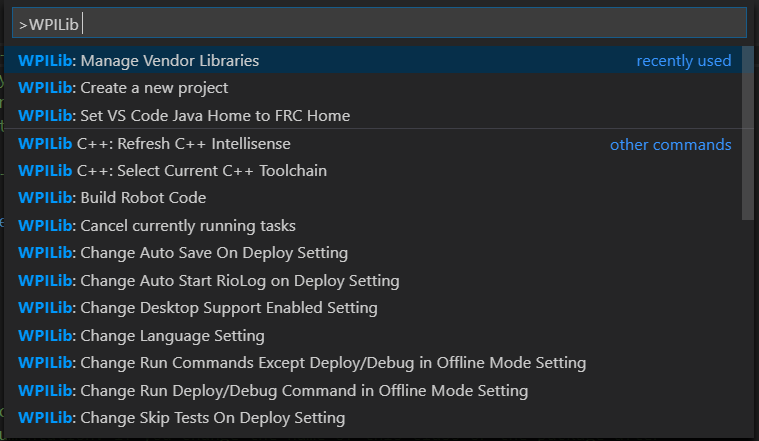 >WPILib
WPILib: Manage Vendor Libraries recently used
WPILib: Create a new project
WPILib: Set VS Code Java Home to FRC Home
WPILib C++: Refresh C++ Intellisense other commands
WPILib C++: Select Current C++ Toolchain
WPILib: Build Robot Code
WPILib: Cancel currently running tasks
WPILib: Change Auto Save On Deploy Setting
WPILib: Change Auto Start RioLog on Deploy Setting
WPILib: Change Desktop Support Enabled Setting
WPILib: Change Language Setting
WPILib: Change Run Commands Except Deploy/Debug in Offline Mode Setting
WPILib: Change Run Deploy/Debug Command in Offline Mode Setting
WPILib: Change Skip Tests On Deploy Setting